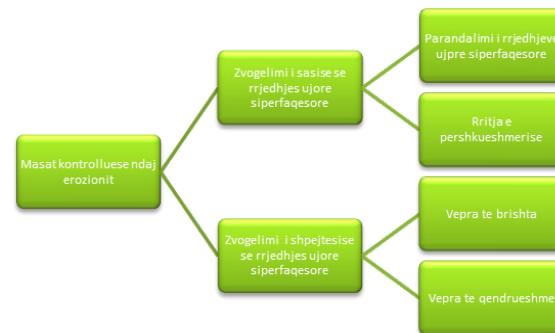 Masat kontrolluese ndaj
erozionit
Zvogelimi i sasise se
rrjedhjes ujore
siperfaqesore
Parandalimi i rrjedhjeve
ujpre siperfaqesore
Rritja e
pershkueshmerise
Zvogelimi i shpejtesise
se rrjedhjes ujore
siperfaqesore
Vepra te brishta
Vepra te qendrueshme